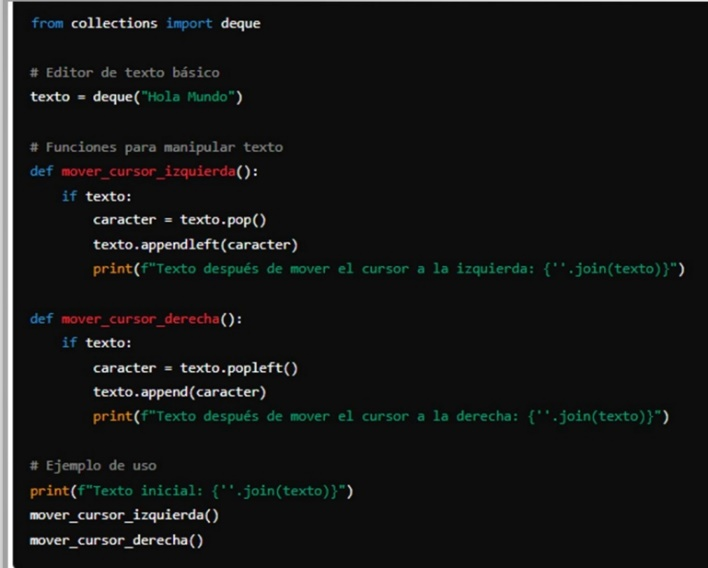 from collections import deque
# Editor de texto básico
texto = deque("Hola Mundo")
# Funciones para manipular texto
def mover_cursor_izquierda():
    if texto:
        caracter = texto.pop()
        texto.appendleft(caracter)
        print(f"Texto después de mover el cursor a la izquierda: {''.join(texto)}")
def mover_cursor_derecha():
    if texto:
        caracter = texto.popleft()
        texto.append(caracter)
        print(f"Texto después de mover el cursor a la derecha: {''.join(texto)}")
# Ejemplo de uso
print(f"Texto inicial: {''.join(texto)}")
mover_cursor_izquierda()
mover_cursor_derecha()